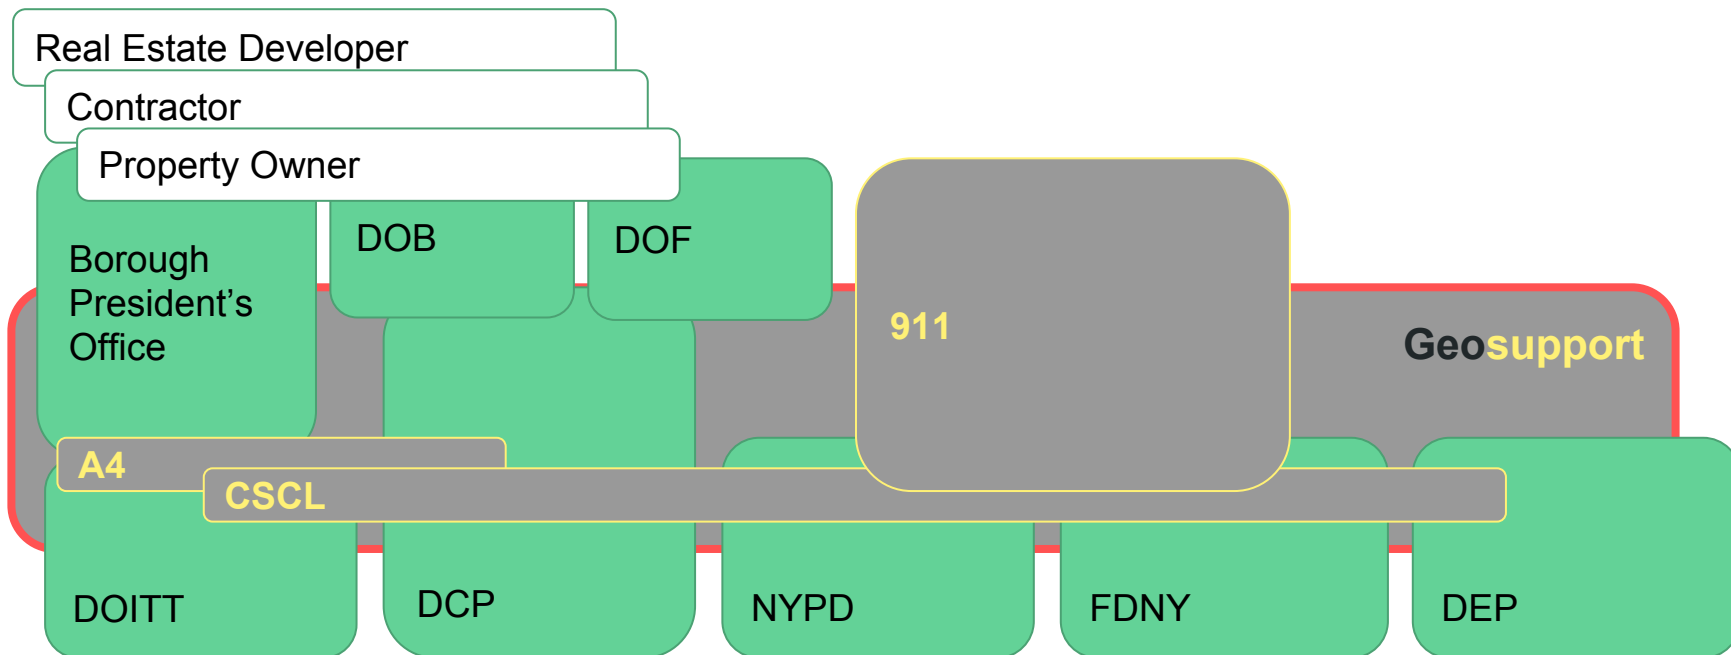 Real Estate Developer
Contractor
Property Owner
Borough
President’s
Office
DOB
DOF
911
Geosupport
A4
CSCL
DOITT
DCP
NYPD
FDNY
DEP